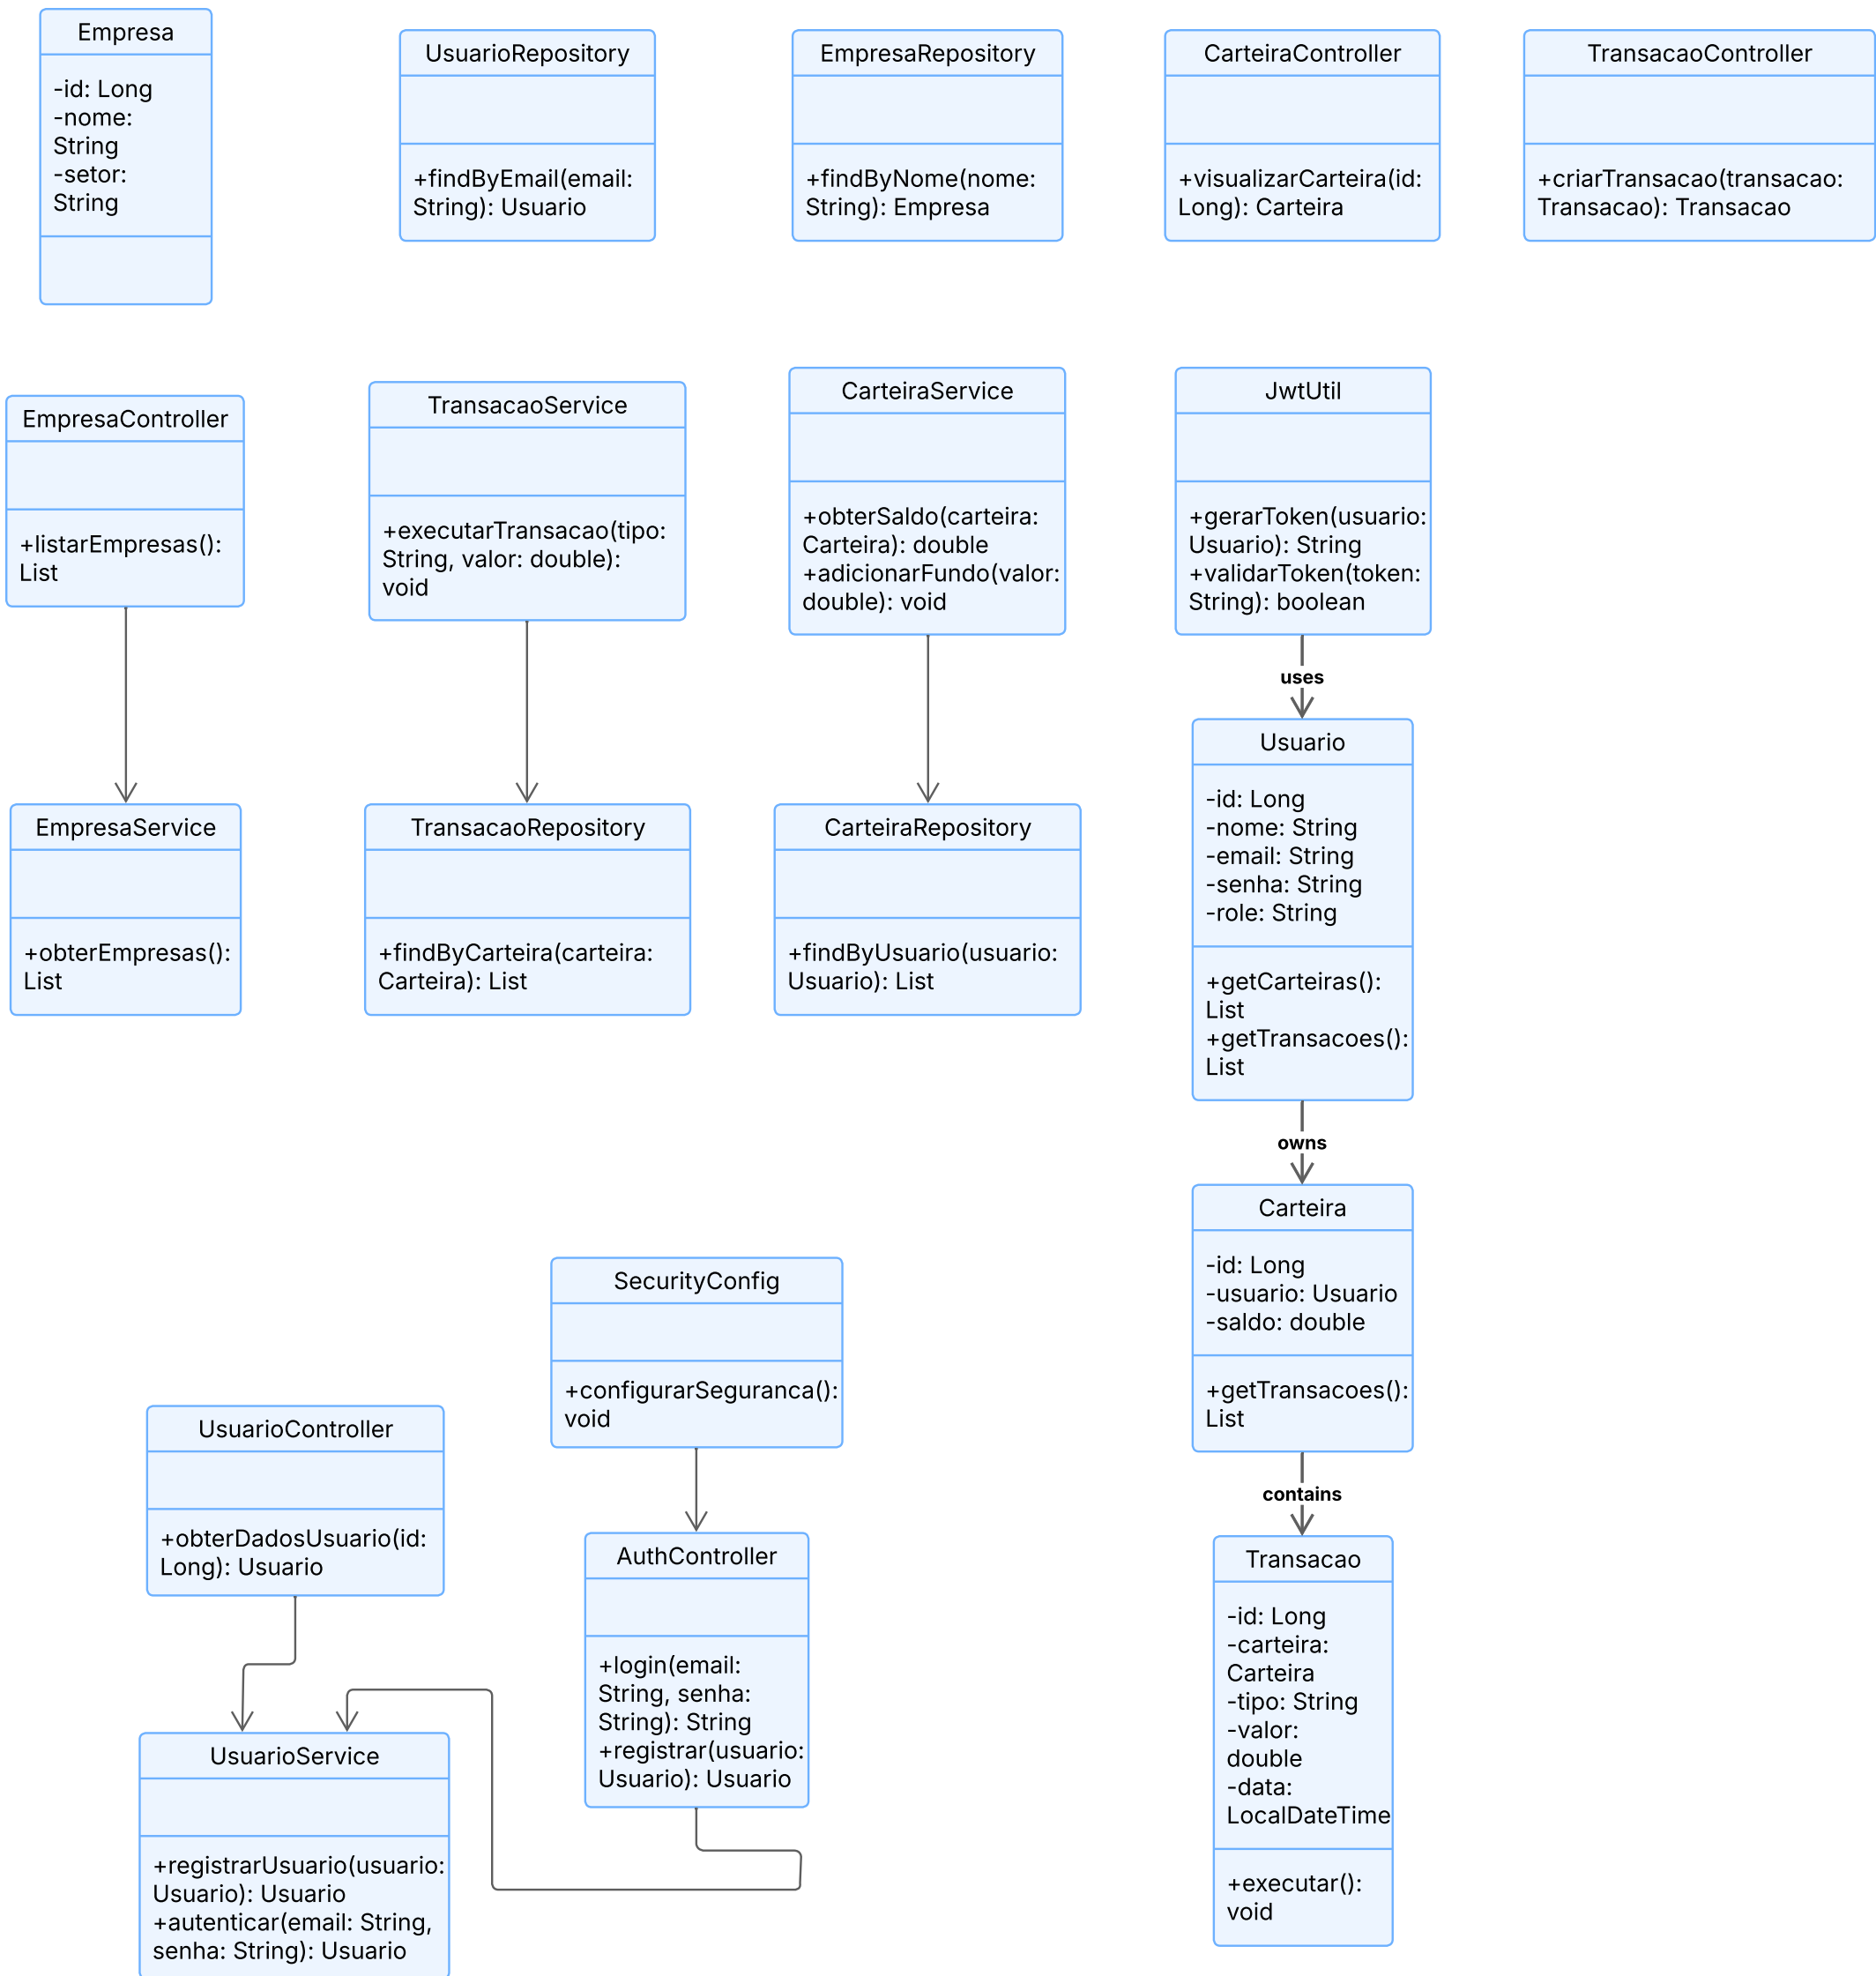 Empresa
-id: Long
-nome:
String
-setor:
String
UsuarioRepository
+findByEmail(email:
String): Usuario
EmpresaRepository
+findByNome(nome:
String): Empresa
CarteiraController
+visualizarCarteira(id:
Long): Carteira
TransacaoController
+criarTransacao(transacao:
Transacao): Transacao
EmpresaController
+listarEmpresas():
List
TransacaoService
+executarTransacao(tipo:
String, valor: double):
void
CarteiraService
+obterSaldo(carteira:
Carteira): double
+adicionarFundo(valor:
double): void
JwtUtil
+gerarToken(usuario:
Usuario): String
+validarToken(token:
String): boolean
uses
EmpresaService
+obterEmpresas():
List
TransacaoRepository
+findByCarteira(carteira:
Carteira): List
CarteiraRepository
+findByUsuario(usuario:
Usuario): List
Usuario
-id: Long
-nome: String
-email: String
-senha: String
-role: String
+getCarteiras():
List
+getTransacoes():
List
owns
Carteira
-id: Long
-usuario: Usuario
-saldo: double
+getTransacoes():
List
contains
SecurityConfig
+configurarSeguranca():
void
UsuarioController
+obterDadosUsuario(id:
Long): Usuario
AuthController
+login(email:
String, senha:
String): String
+registrar(usuario:
Usuario): Usuario
Transacao
-id: Long
-carteira:
Carteira
-tipo: String
-valor:
double
-data:
LocalDateTime
+executar():
void
UsuarioService
+registrarUsuario(usuario:
Usuario): Usuario
+autenticar(email: String,
senha: String): Usuario